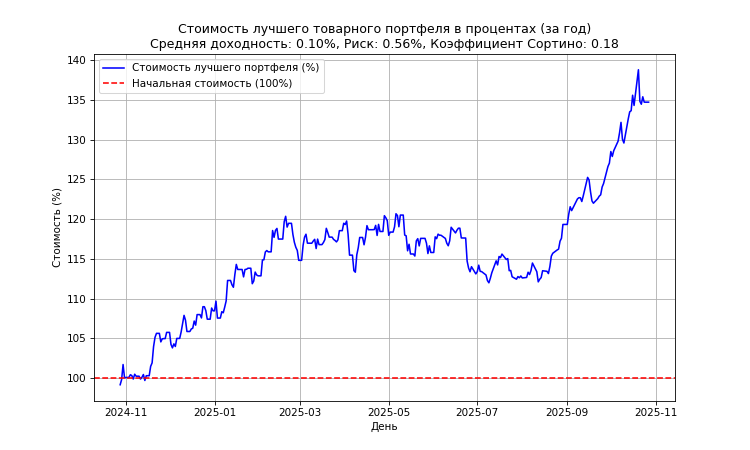 Стоимость лучшего товарного портфеля в процентах (за год)
Средняя доходность: 0.10%, Риск: 0.56%, Коэффициент Сортино: 0.18
Стоимость лучшего портфеля (%)
Начальная стоимость (100%)
Стоимость (%)
140
135
130
125
120
115
110
105
100
2024-11
2025-01
2025-03
2025-05
2025-07
2025-09
2025-11
День